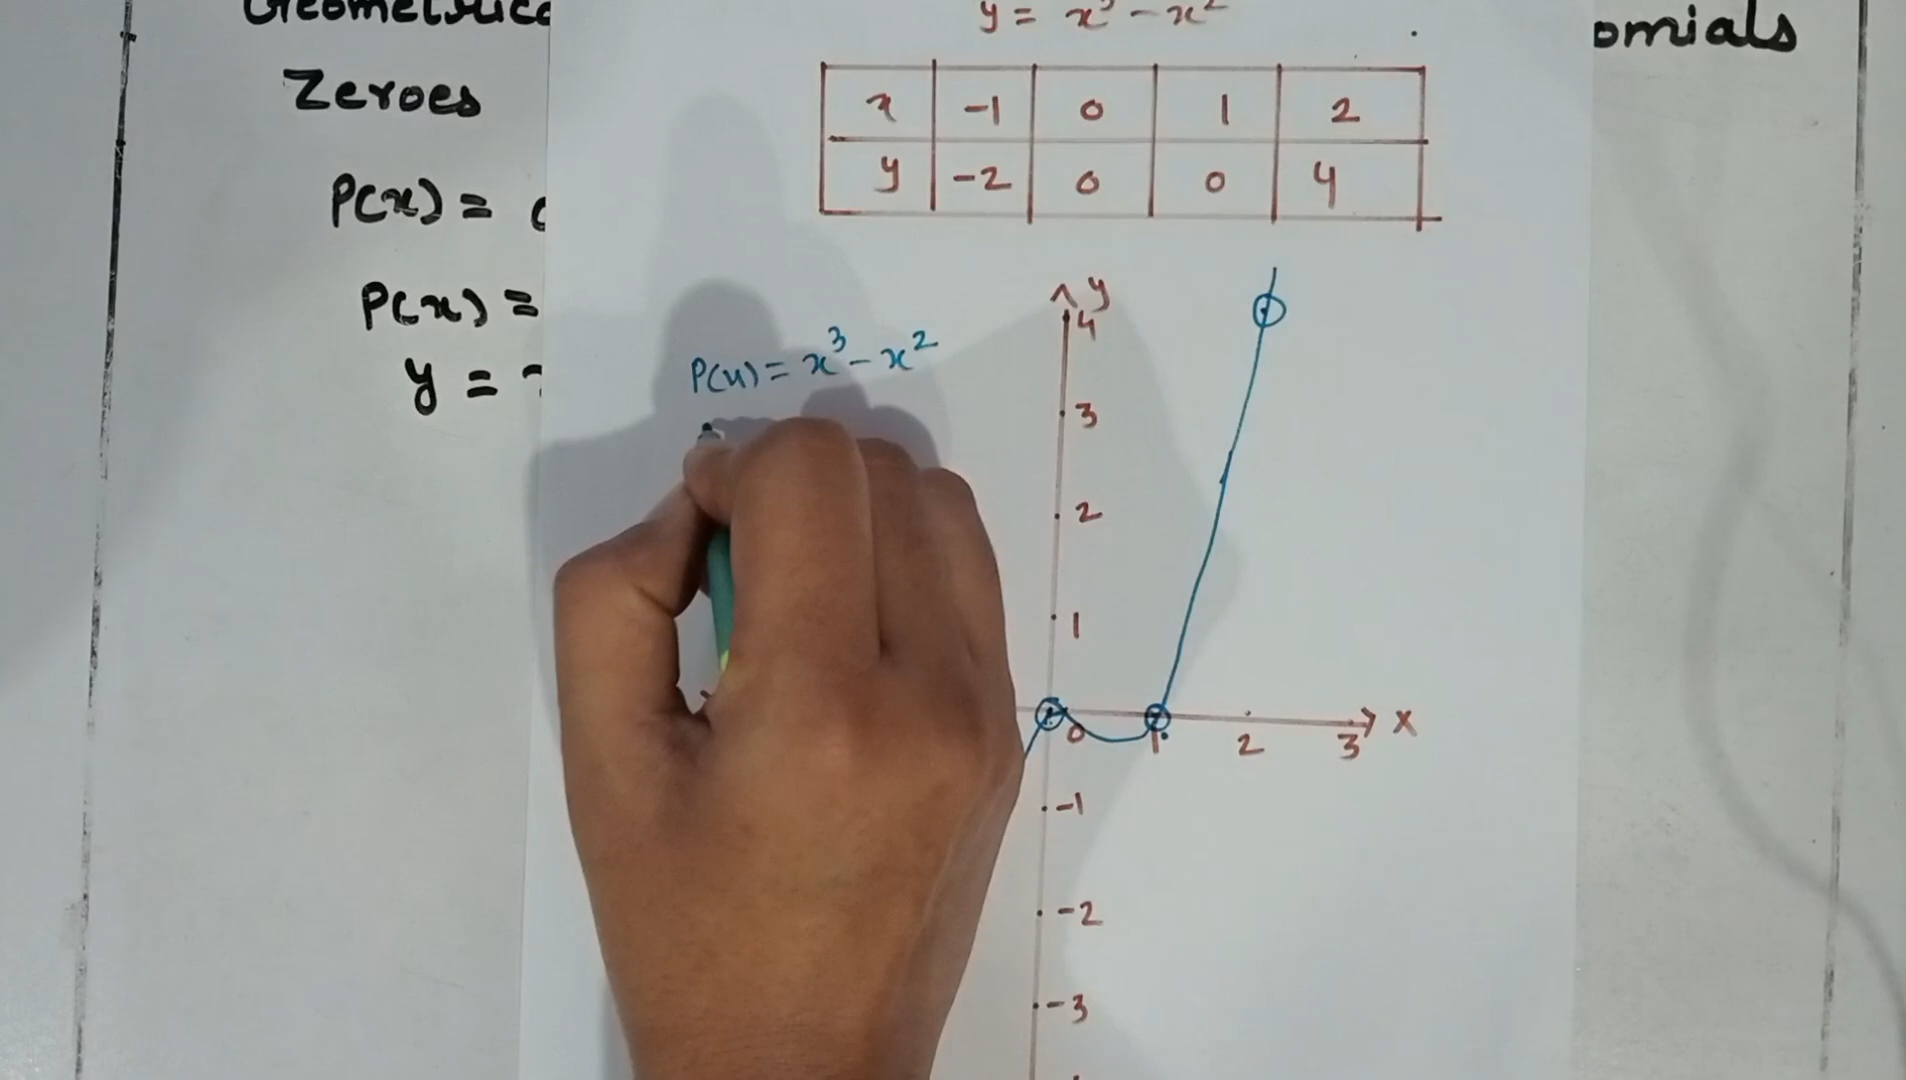 Zeroes
P(x) =
P(x) =
y =
omials
y = x³ - x²
x -1 0 1 2
y -2 0 0 4
P(x) = x³ - x²
y
4
3
2
1
0 1 2 3 x
-1
-2
-3